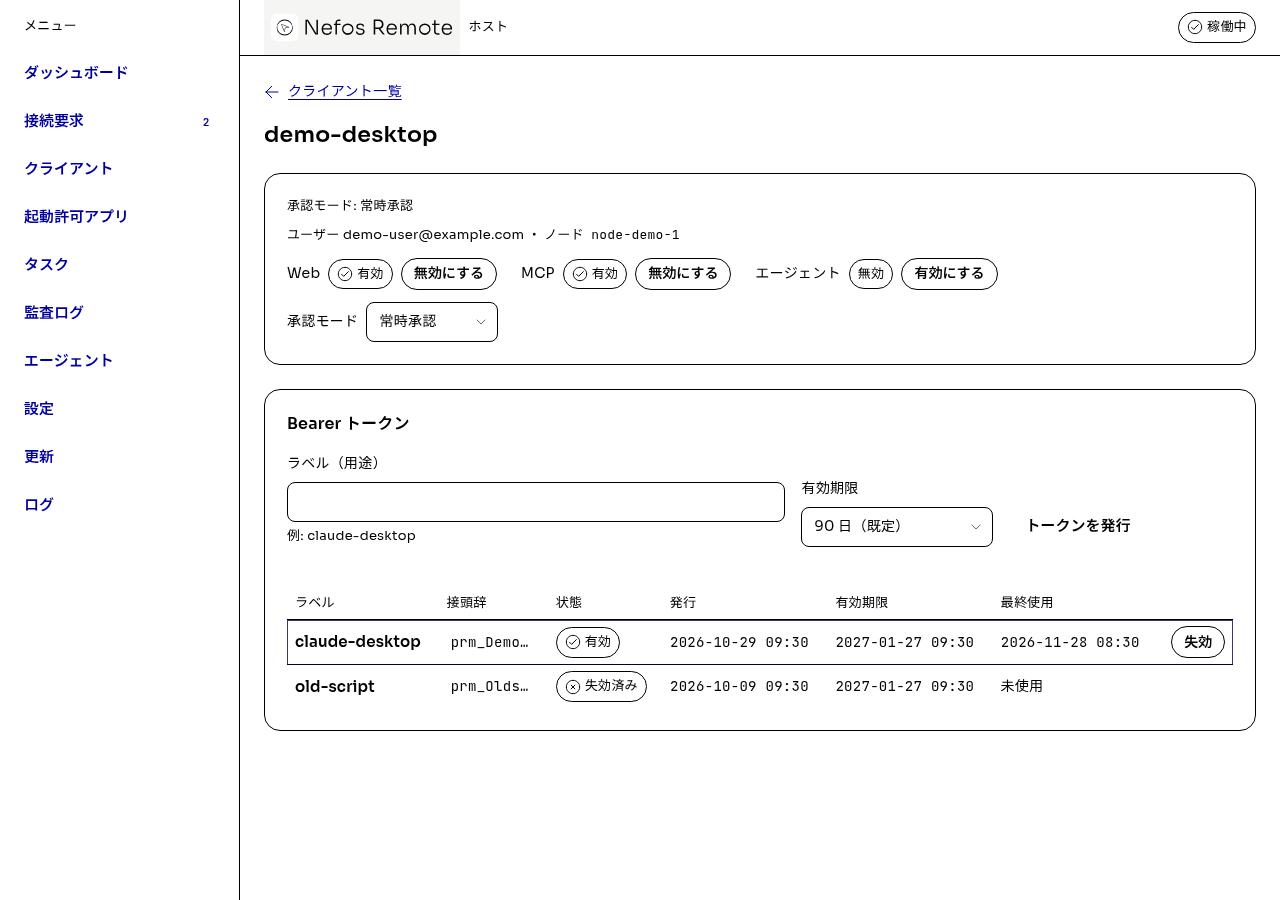 メニュー
ダッシュボード
接続要求 2
クライアント
起動許可アプリ
タスク
監査ログ
エージェント
設定
更新
ログ
Nefos Remote ホスト 稼働中
クライアント一覧
demo-desktop
承認モード: 常時承認
ユーザー demo-user@example.com ・ ノード node-demo-1
Web 有効 無効にする MCP 有効 無効にする エージェント 無効 有効にする
承認モード 常時承認
Bearer トークン
ラベル（用途）
例: claude-desktop
有効期限
90 日（既定）
トークンを発行
ラベル 接頭辞 状態 発行 有効期限 最終使用
claude-desktop prm_Demo… 有効 2026-10-29 09:30 2027-01-27 09:30 2026-11-28 08:30 失効
old-script prm_Olds… 失効済み 2026-10-09 09:30 2027-01-27 09:30 未使用